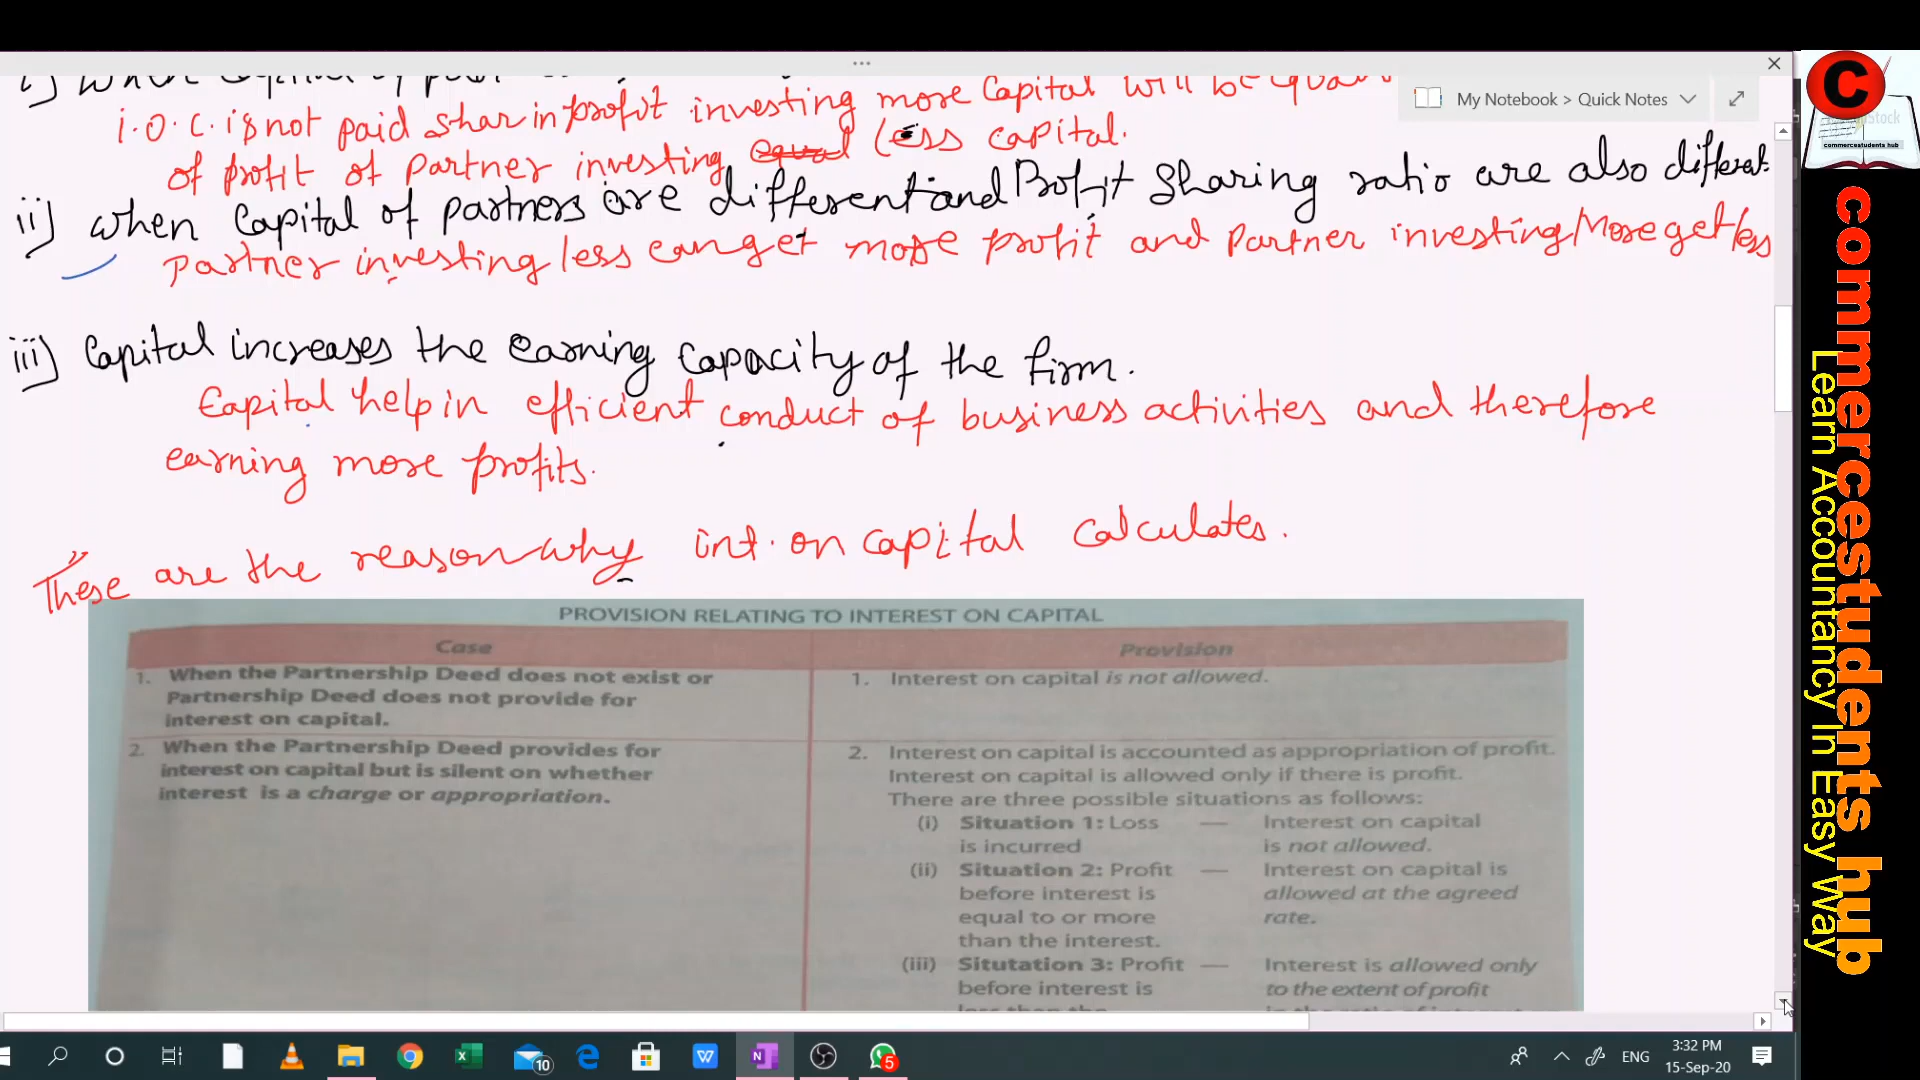 My Notebook > Quick Notes
i.O.C. is not paid Shar in profit investing more Capital will be
of profit of Partner investing equal Less capital.
ii) when Capital of partners are different and Profit Sharing ratio are also different.
Partner investing less can get more profit and Partner investing More get less
iii) Capital increases the earning capacity of the firm.
Capital help in efficient conduct of business activities and therefore
earning more profits.
These are the reason why int. on capital calculates.
PROVISION RELATING TO INTEREST ON CAPITAL
Case
Provision
1. When the Partnership Deed does not exist or
Partnership Deed does not provide for
interest on capital.
1. Interest on capital is not allowed.
2. When the Partnership Deed provides for
interest on capital but is silent on whether
interest is a charge or appropriation.
2. Interest on capital is accounted as appropriation of profit.
Interest on capital is allowed only if there is profit.
There are three possible situations as follows:
(i) Situation 1: Loss — Interest on capital
is incurred is not allowed.
(ii) Situation 2: Profit — Interest on capital is
before interest is allowed at the agreed
equal to or more rate.
than the interest.
(iii) Situtation 3: Profit — Interest is allowed only
before interest is to the extent of profit
C
commercestudents hub
commercestudents hub
Learn Accountancy In Easy Way
10
5
ENG
3:32 PM
15-Sep-20